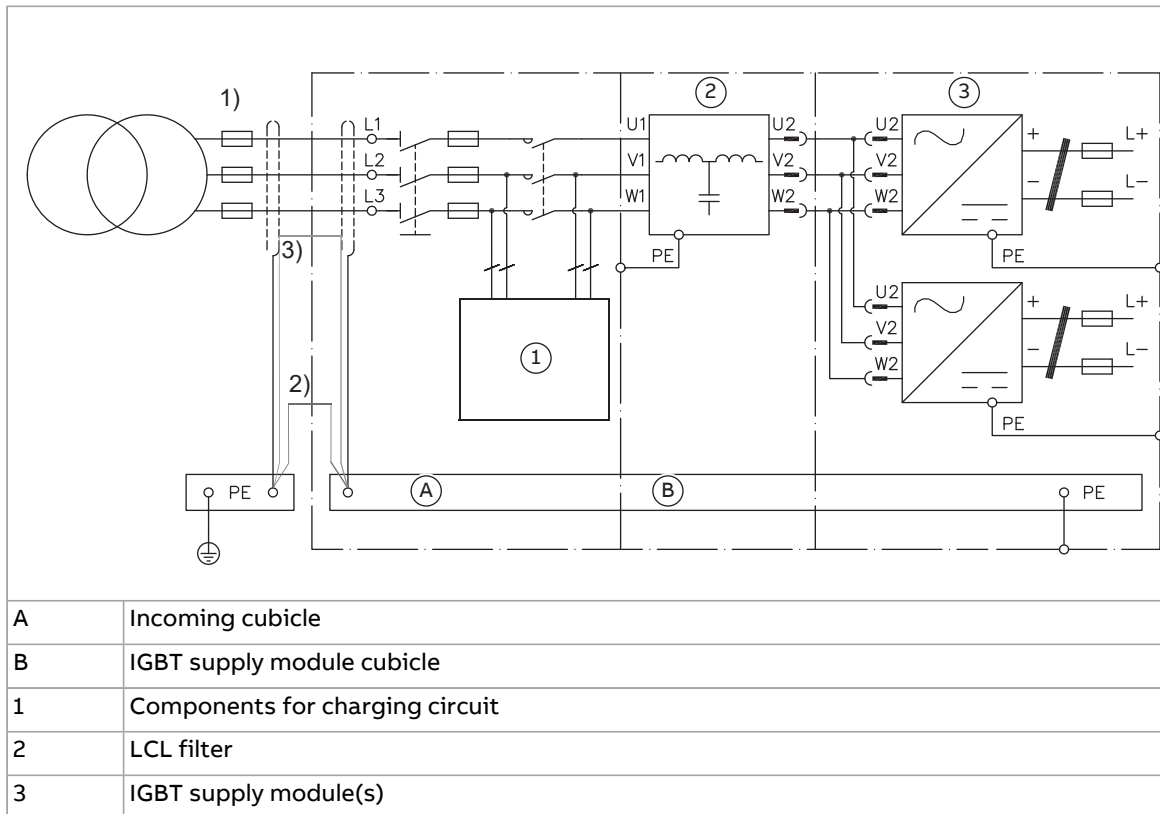 1)
2
3
L1
L2
L3
U1
V1
W1
U2
V2
W2
U2
V2
W2
+
-
L+
L-
3)
PE
PE
1
2)
U2
V2
W2
+
-
L+
L-
PE
PE
A
B
PE
A Incoming cubicle
B IGBT supply module cubicle
1 Components for charging circuit
2 LCL filter
3 IGBT supply module(s)